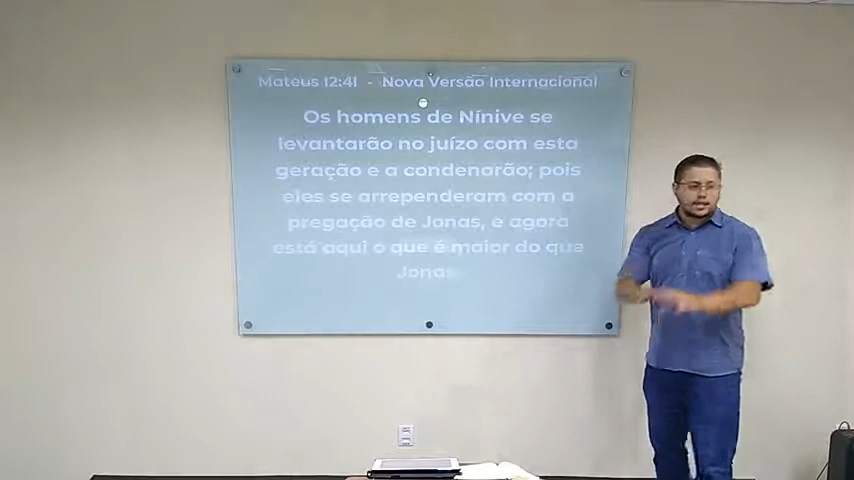 Mateus 12:41 - Nova Versão Internacional
Os homens de Nínive se
levantarão no juízo com esta
geração e a condenarão; pois
eles se arrependeram com a
pregação de Jonas, e agora
está aqui o que é maior do que
Jonas.